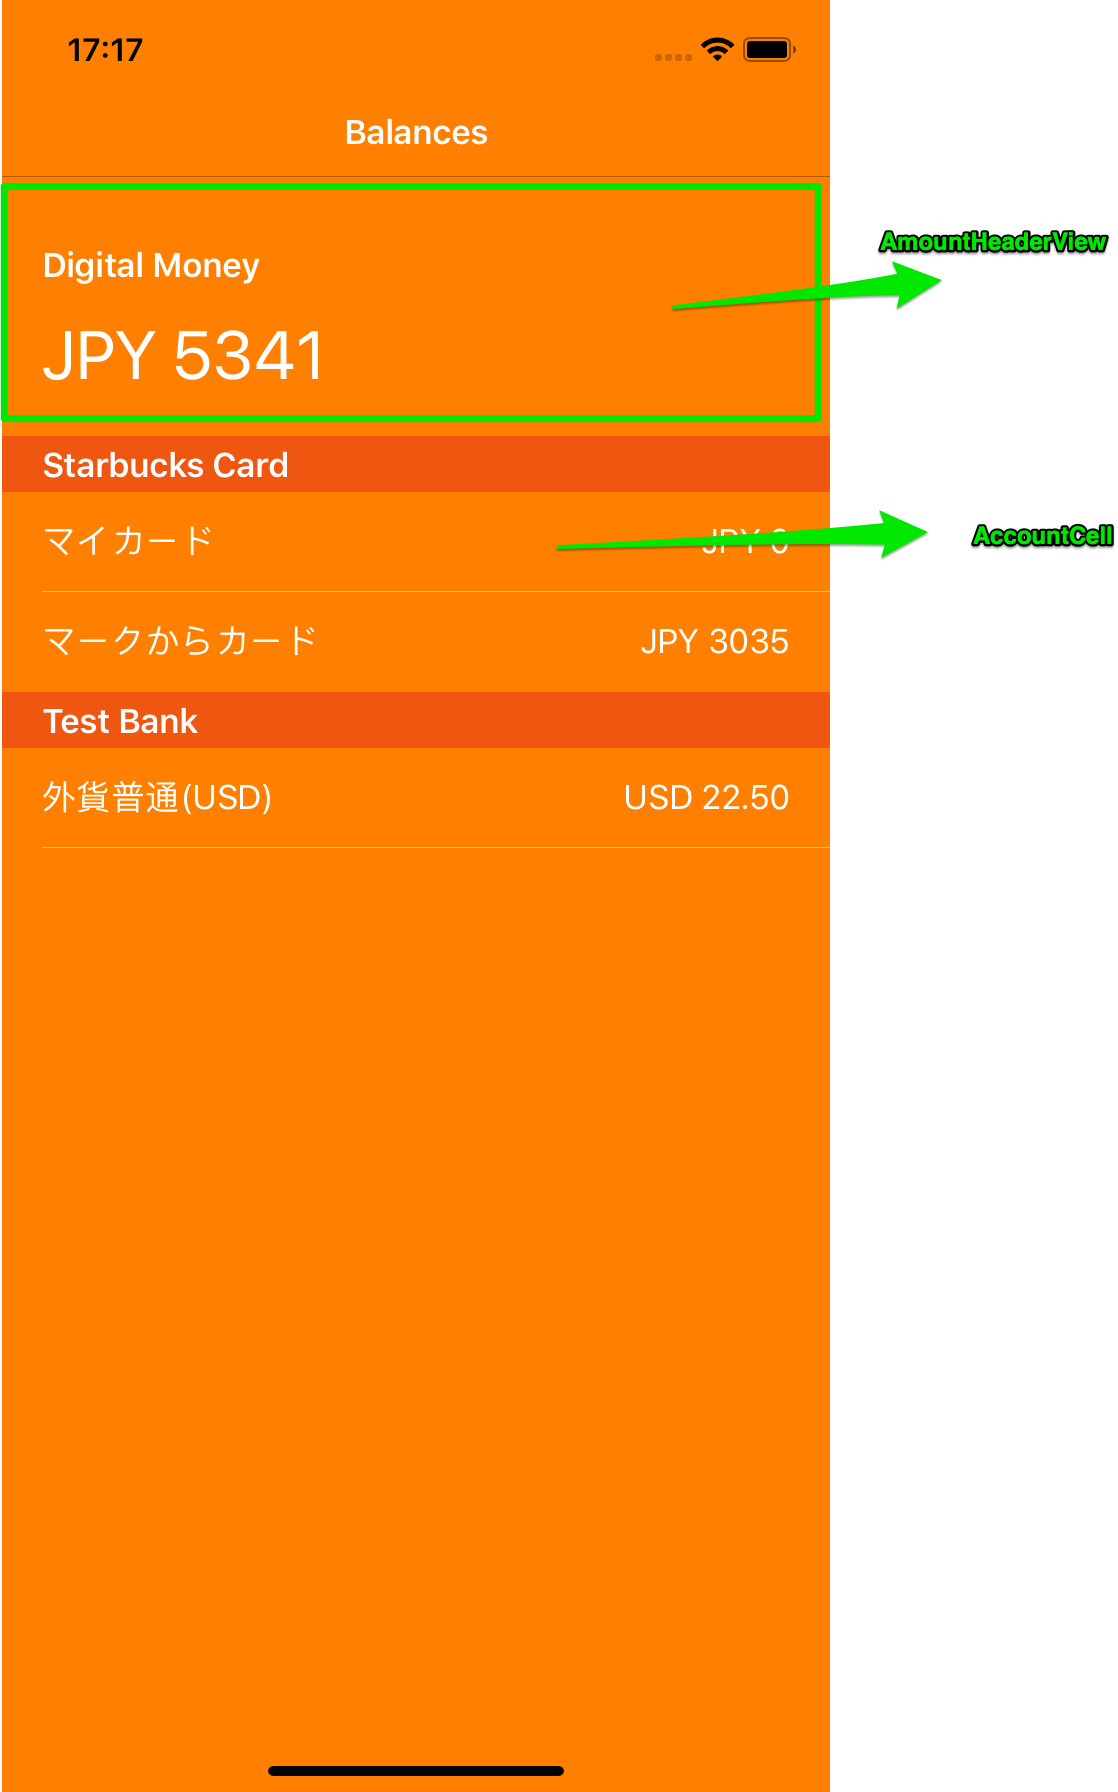 17:17
Balances
Digital Money
AmountHeaderView
JPY 5341
Starbucks Card
マイカード JPY 0
AccountCell
マークからカード JPY 3035
Test Bank
外貨普通(USD) USD 22.50